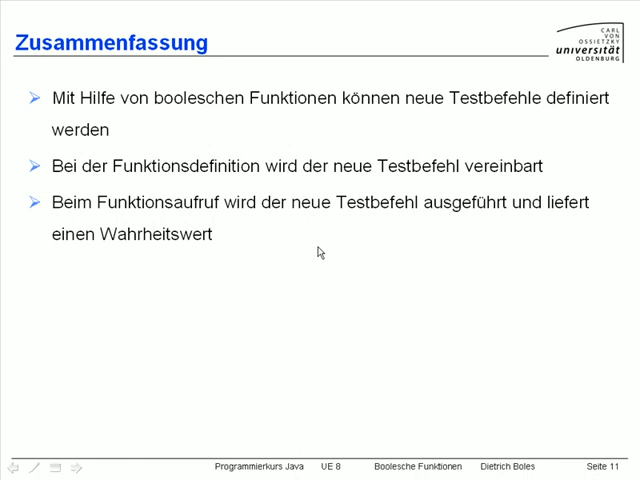 Zusammenfassung
CARL
VON
OSSIETZKY
universität
OLDENBURG
Mit Hilfe von booleschen Funktionen können neue Testbefehle definiert
werden
Bei der Funktionsdefinition wird der neue Testbefehl vereinbart
Beim Funktionsaufruf wird der neue Testbefehl ausgeführt und liefert
einen Wahrheitswert
Programmierkurs Java UE 8 Boolesche Funktionen Dietrich Boles Seite 11